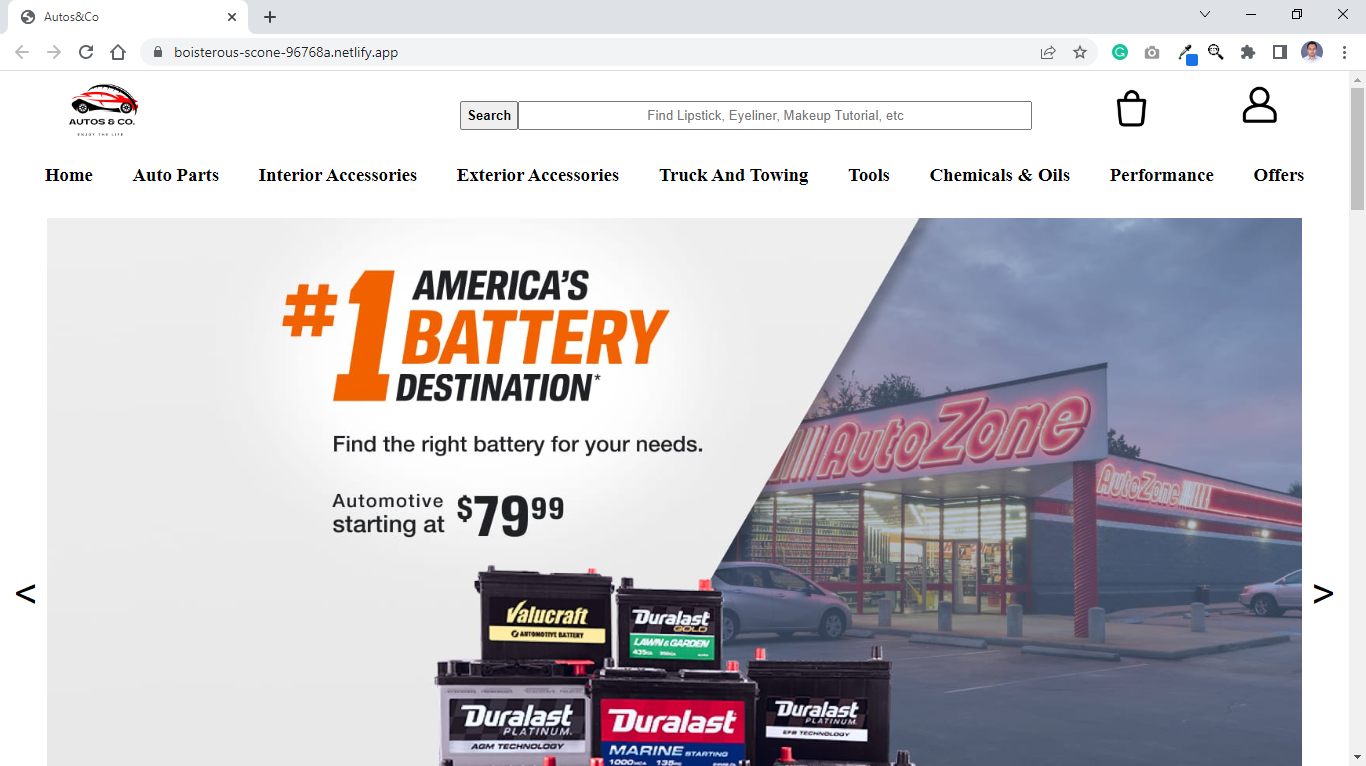 Autos&Co
boisterous-scone-96768a.netlify.app
AUTOS & CO.
ENJOY THE LIFE
Search
Find Lipstick, Eyeliner, Makeup Tutorial, etc
Home Auto Parts Interior Accessories Exterior Accessories Truck And Towing Tools Chemicals & Oils Performance Offers
#1 AMERICA'S
BATTERY
DESTINATION*
Find the right battery for your needs.
Automotive
starting at $79 99
AutoZone
AutoZone
<
>
Valucraft
AUTOMOTIVE BATTERY
Duralast
GOLD
LAWN & GARDEN
Duralast
PLATINUM.
AGM TECHNOLOGY
Duralast
MARINE STARTING
Duralast
PLATINUM.
EFB TECHNOLOGY